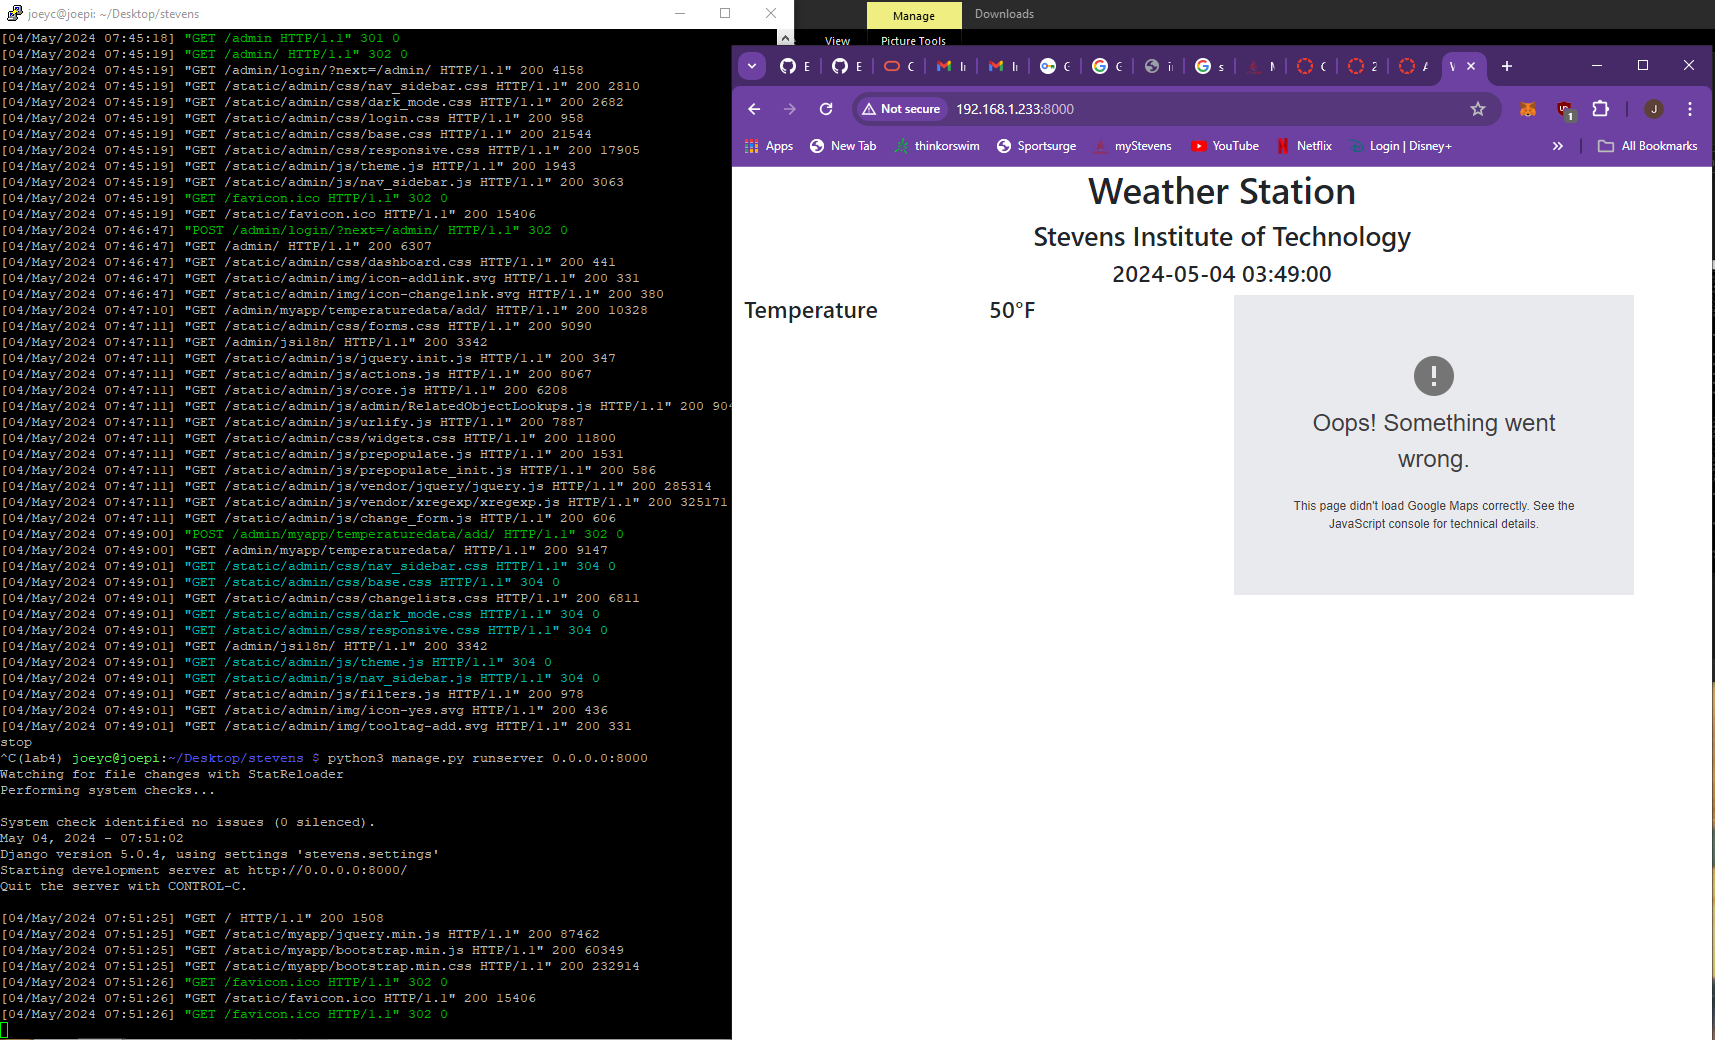 joeyc@joepi: ~/Desktop/stevens
[04/May/2024 07:45:18] "GET /admin HTTP/1.1" 301 0
[04/May/2024 07:45:19] "GET /admin/ HTTP/1.1" 302 0
[04/May/2024 07:45:19] "GET /admin/login/?next=/admin/ HTTP/1.1" 200 4158
[04/May/2024 07:45:19] "GET /static/admin/css/nav_sidebar.css HTTP/1.1" 200 2810
[04/May/2024 07:45:19] "GET /static/admin/css/dark_mode.css HTTP/1.1" 200 2682
[04/May/2024 07:45:19] "GET /static/admin/css/login.css HTTP/1.1" 200 958
[04/May/2024 07:45:19] "GET /static/admin/css/base.css HTTP/1.1" 200 21544
[04/May/2024 07:45:19] "GET /static/admin/css/responsive.css HTTP/1.1" 200 17905
[04/May/2024 07:45:19] "GET /static/admin/js/theme.js HTTP/1.1" 200 1943
[04/May/2024 07:45:19] "GET /static/admin/js/nav_sidebar.js HTTP/1.1" 200 3063
[04/May/2024 07:45:19] "GET /favicon.ico HTTP/1.1" 302 0
[04/May/2024 07:45:19] "GET /static/favicon.ico HTTP/1.1" 200 15406
[04/May/2024 07:46:47] "POST /admin/login/?next=/admin/ HTTP/1.1" 302 0
[04/May/2024 07:46:47] "GET /admin/ HTTP/1.1" 200 6307
[04/May/2024 07:46:47] "GET /static/admin/css/dashboard.css HTTP/1.1" 200 441
[04/May/2024 07:46:47] "GET /static/admin/img/icon-addlink.svg HTTP/1.1" 200 331
[04/May/2024 07:46:47] "GET /static/admin/img/icon-changelink.svg HTTP/1.1" 200 380
[04/May/2024 07:47:10] "GET /admin/myapp/temperaturedata/add/ HTTP/1.1" 200 10328
[04/May/2024 07:47:11] "GET /static/admin/css/forms.css HTTP/1.1" 200 9090
[04/May/2024 07:47:11] "GET /admin/jsi18n/ HTTP/1.1" 200 3342
[04/May/2024 07:47:11] "GET /static/admin/js/jquery.init.js HTTP/1.1" 200 347
[04/May/2024 07:47:11] "GET /static/admin/js/actions.js HTTP/1.1" 200 8067
[04/May/2024 07:47:11] "GET /static/admin/js/core.js HTTP/1.1" 200 6208
[04/May/2024 07:47:11] "GET /static/admin/js/admin/RelatedObjectLookups.js HTTP/1.1" 200 904
[04/May/2024 07:47:11] "GET /static/admin/js/urlify.js HTTP/1.1" 200 7887
[04/May/2024 07:47:11] "GET /static/admin/css/widgets.css HTTP/1.1" 200 11800
[04/May/2024 07:47:11] "GET /static/admin/js/prepopulate.js HTTP/1.1" 200 1531
[04/May/2024 07:47:11] "GET /static/admin/js/prepopulate_init.js HTTP/1.1" 200 586
[04/May/2024 07:47:11] "GET /static/admin/js/vendor/jquery/jquery.js HTTP/1.1" 200 285314
[04/May/2024 07:47:11] "GET /static/admin/js/vendor/xregexp/xregexp.js HTTP/1.1" 200 325171
[04/May/2024 07:47:11] "GET /static/admin/js/change_form.js HTTP/1.1" 200 606
[04/May/2024 07:49:00] "POST /admin/myapp/temperaturedata/add/ HTTP/1.1" 302 0
[04/May/2024 07:49:00] "GET /admin/myapp/temperaturedata/ HTTP/1.1" 200 9147
[04/May/2024 07:49:01] "GET /static/admin/css/nav_sidebar.css HTTP/1.1" 304 0
[04/May/2024 07:49:01] "GET /static/admin/css/base.css HTTP/1.1" 304 0
[04/May/2024 07:49:01] "GET /static/admin/css/changelists.css HTTP/1.1" 200 6811
[04/May/2024 07:49:01] "GET /static/admin/css/dark_mode.css HTTP/1.1" 304 0
[04/May/2024 07:49:01] "GET /static/admin/css/responsive.css HTTP/1.1" 304 0
[04/May/2024 07:49:01] "GET /admin/jsi18n/ HTTP/1.1" 200 3342
[04/May/2024 07:49:01] "GET /static/admin/js/theme.js HTTP/1.1" 304 0
[04/May/2024 07:49:01] "GET /static/admin/js/nav_sidebar.js HTTP/1.1" 304 0
[04/May/2024 07:49:01] "GET /static/admin/js/filters.js HTTP/1.1" 200 978
[04/May/2024 07:49:01] "GET /static/admin/img/icon-yes.svg HTTP/1.1" 200 436
[04/May/2024 07:49:01] "GET /static/admin/img/tooltag-add.svg HTTP/1.1" 200 331
stop
^C(lab4) joeyc@joepi:~/Desktop/stevens $ python3 manage.py runserver 0.0.0.0:8000
Watching for file changes with StatReloader
Performing system checks...
System check identified no issues (0 silenced).
May 04, 2024 - 07:51:02
Django version 5.0.4, using settings 'stevens.settings'
Starting development server at http://0.0.0.0:8000/
Quit the server with CONTROL-C.
[04/May/2024 07:51:25] "GET / HTTP/1.1" 200 1508
[04/May/2024 07:51:25] "GET /static/myapp/jquery.min.js HTTP/1.1" 200 87462
[04/May/2024 07:51:25] "GET /static/myapp/bootstrap.min.js HTTP/1.1" 200 60349
[04/May/2024 07:51:25] "GET /static/myapp/bootstrap.min.css HTTP/1.1" 200 232914
[04/May/2024 07:51:26] "GET /favicon.ico HTTP/1.1" 302 0
[04/May/2024 07:51:26] "GET /static/favicon.ico HTTP/1.1" 200 15406
[04/May/2024 07:51:26] "GET /favicon.ico HTTP/1.1" 302 0
Manage Downloads
View Picture Tools
Not secure 192.168.1.233:8000
1 J
Apps New Tab thinkorswim Sportsurge myStevens YouTube Netflix Login | Disney+ All Bookmarks
Weather Station
Stevens Institute of Technology
2024-05-04 03:49:00
Temperature 50°F
Oops! Something went
wrong.
This page didn't load Google Maps correctly. See the
JavaScript console for technical details.